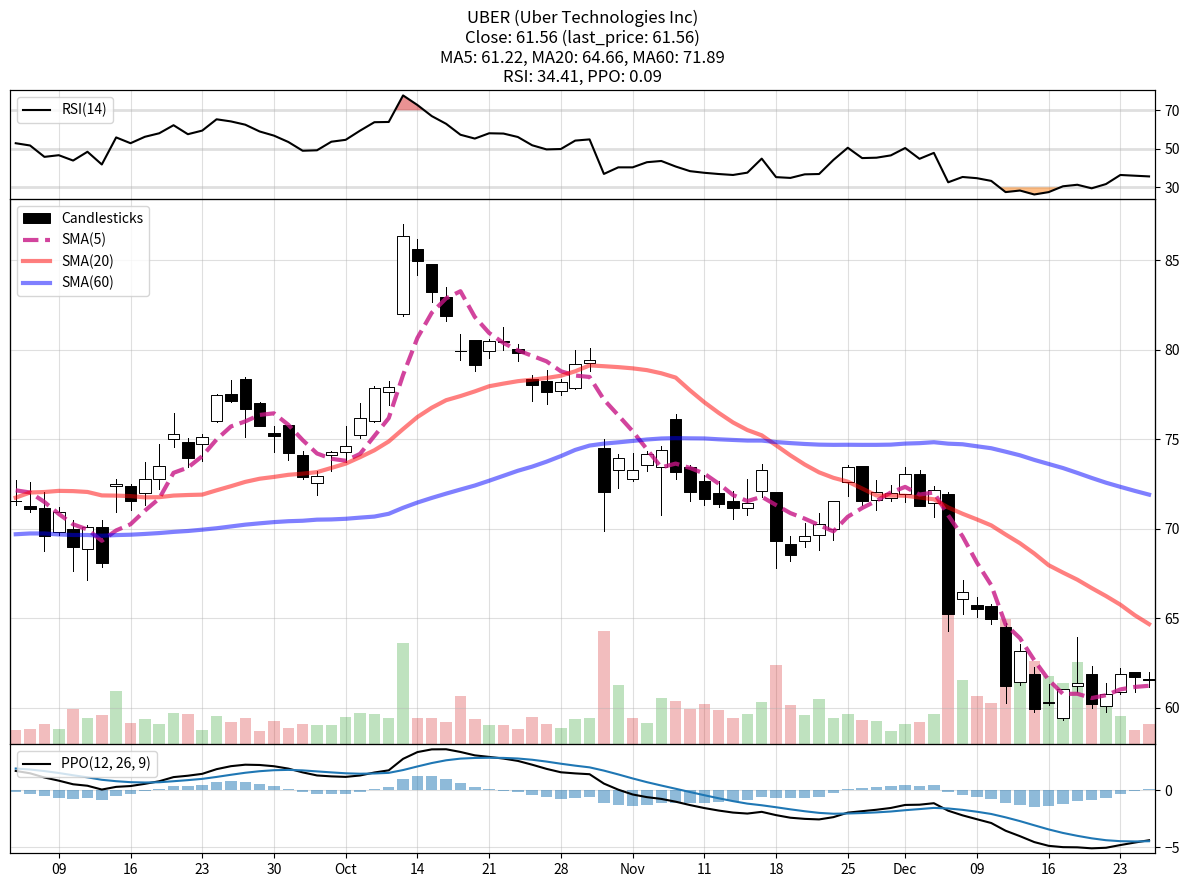 UBER (Uber Technologies Inc)
Close: 61.56 (last_price: 61.56)
MA5: 61.22, MA20: 64.66, MA60: 71.89
RSI: 34.41, PPO: 0.09
RSI(14)
70
50
30
Candlesticks
SMA(5)
SMA(20)
SMA(60)
85
80
75
70
65
60
PPO(12, 26, 9)
0
−5
09 16 23 30 Oct 14 21 28 Nov 11 18 25 Dec 09 16 23